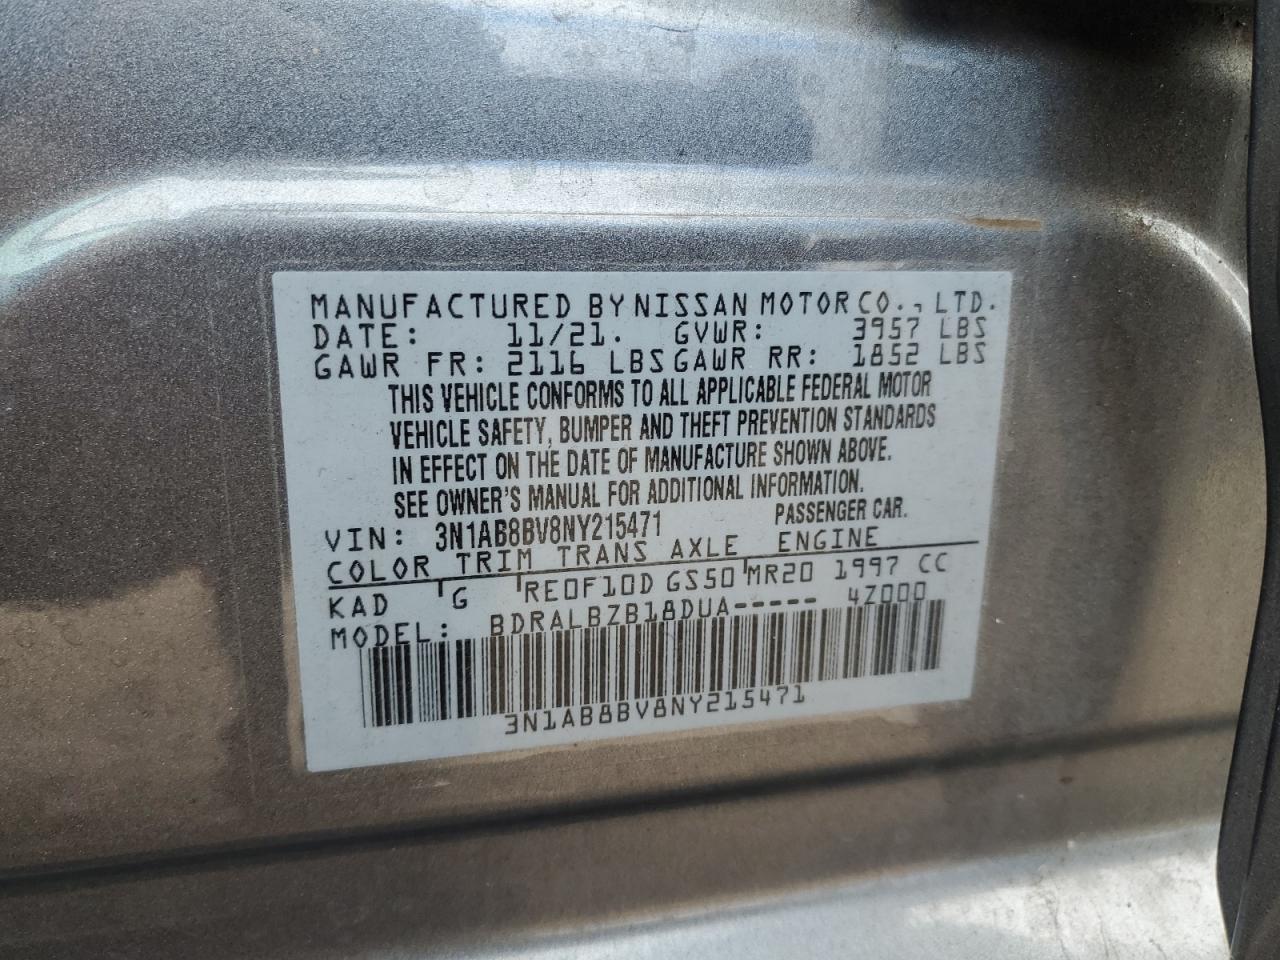 MANUFACTURED BY NISSAN MOTOR CO., LTD.
DATE: 11/21. GVWR: 3957 LBS
GAWR FR: 2116 LBS GAWR RR: 1852 LBS
THIS VEHICLE CONFORMS TO ALL APPLICABLE FEDERAL MOTOR
VEHICLE SAFETY, BUMPER AND THEFT PREVENTION STANDARDS
IN EFFECT ON THE DATE OF MANUFACTURE SHOWN ABOVE.
SEE OWNER'S MANUAL FOR ADDITIONAL INFORMATION.
VIN: 3N1AB8BV8NY215471 PASSENGER CAR.
COLOR TRIM TRANS AXLE ENGINE
KAD G RE0F10D GS50 MR20 1997 CC
MODEL: BDRALBZB18DUA----- 4Z000
3N1AB8BV8NY215471